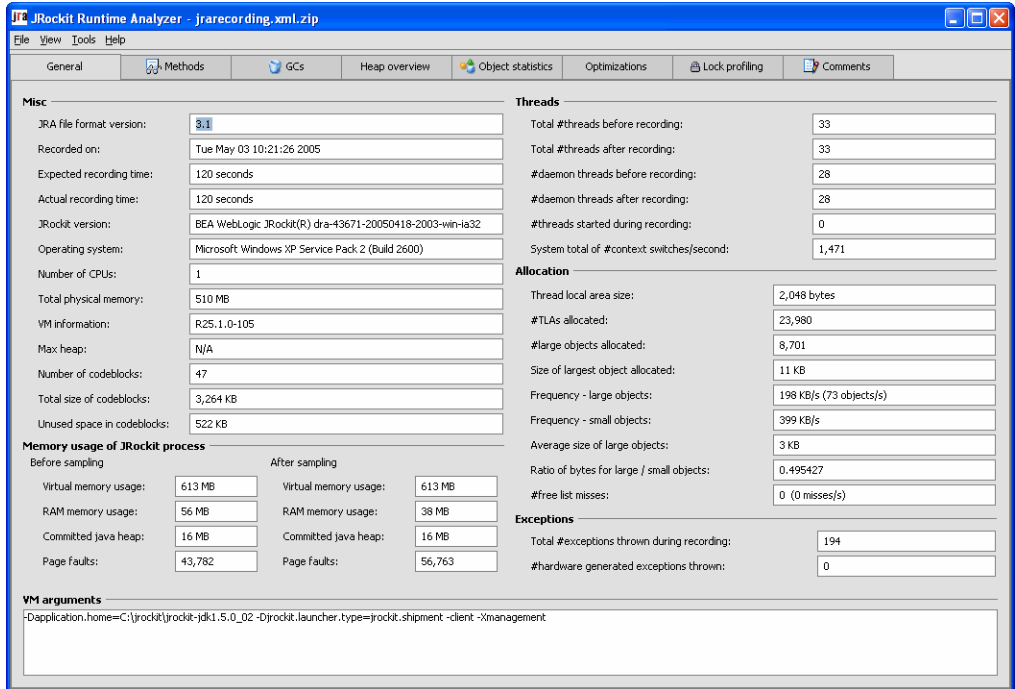 jra JRockit Runtime Analyzer - jrarecording.xml.zip
File View Tools Help
General Methods GCs Heap overview Object statistics Optimizations Lock profiling Comments
Misc
JRA file format version: 3.1
Recorded on: Tue May 03 10:21:26 2005
Expected recording time: 120 seconds
Actual recording time: 120 seconds
JRockit version: BEA WebLogic JRockit(R) dra-43671-20050418-2003-win-ia32
Operating system: Microsoft Windows XP Service Pack 2 (Build 2600)
Number of CPUs: 1
Total physical memory: 510 MB
VM information: R25.1.0-105
Max heap: N/A
Number of codeblocks: 47
Total size of codeblocks: 3,264 KB
Unused space in codeblocks: 522 KB
Memory usage of JRockit process
Before sampling After sampling
Virtual memory usage: 613 MB Virtual memory usage: 613 MB
RAM memory usage: 56 MB RAM memory usage: 38 MB
Committed java heap: 16 MB Committed java heap: 16 MB
Page faults: 43,782 Page faults: 56,763
Threads
Total #threads before recording: 33
Total #threads after recording: 33
#daemon threads before recording: 28
#daemon threads after recording: 28
#threads started during recording: 0
System total of #context switches/second: 1,471
Allocation
Thread local area size: 2,048 bytes
#TLAs allocated: 23,980
#large objects allocated: 8,701
Size of largest object allocated: 11 KB
Frequency - large objects: 198 KB/s (73 objects/s)
Frequency - small objects: 399 KB/s
Average size of large objects: 3 KB
Ratio of bytes for large / small objects: 0.495427
#free list misses: 0 (0 misses/s)
Exceptions
Total #exceptions thrown during recording: 194
#hardware generated exceptions thrown: 0
VM arguments
-Dapplication.home=C:\jrockit\jrockit-jdk1.5.0_02 -Djrockit.launcher.type=jrockit.shipment -client -Xmanagement